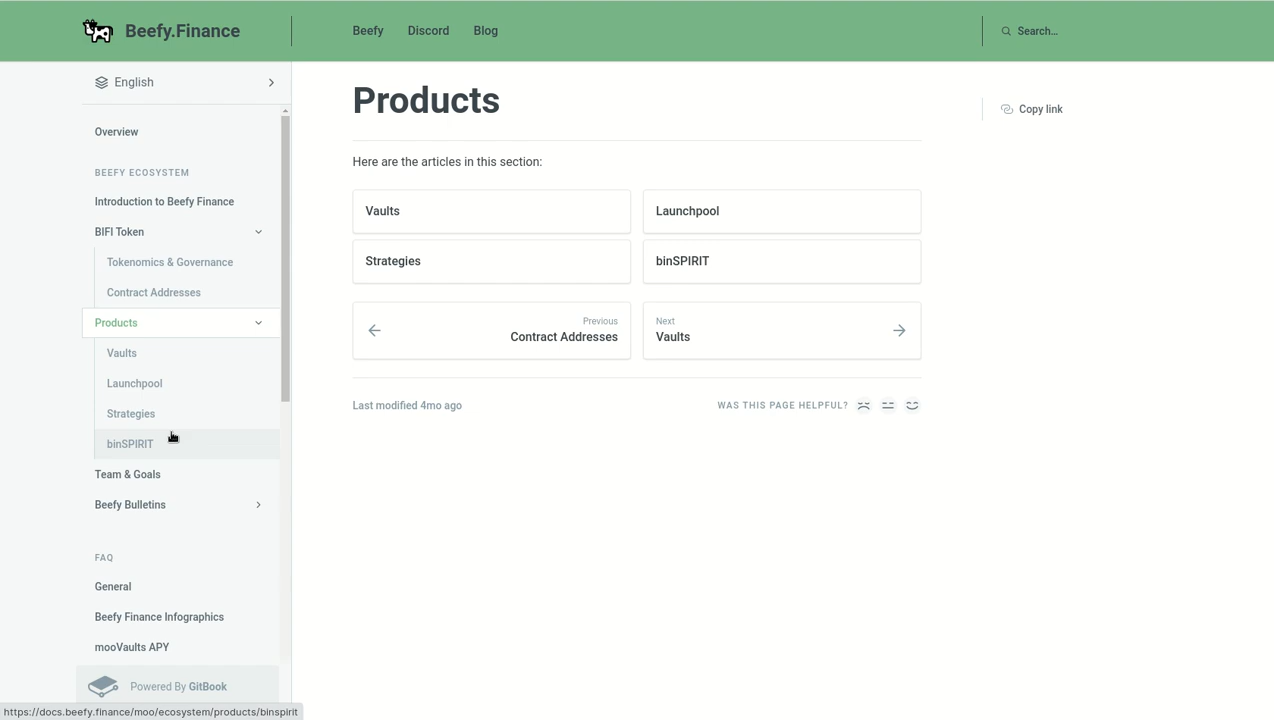 Beefy.Finance
Beefy Discord Blog
Search...
English
Overview
BEEFY ECOSYSTEM
Introduction to Beefy Finance
BIFI Token
Tokenomics & Governance
Contract Addresses
Products
Vaults
Launchpool
Strategies
binSPIRIT
Team & Goals
Beefy Bulletins
FAQ
General
Beefy Finance Infographics
mooVaults APY
Powered By GitBook
Products
Copy link
Here are the articles in this section:
Vaults
Launchpool
Strategies
binSPIRIT
Previous
Contract Addresses
Next
Vaults
Last modified 4mo ago
WAS THIS PAGE HELPFUL?
https://docs.beefy.finance/moo/ecosystem/products/binspirit